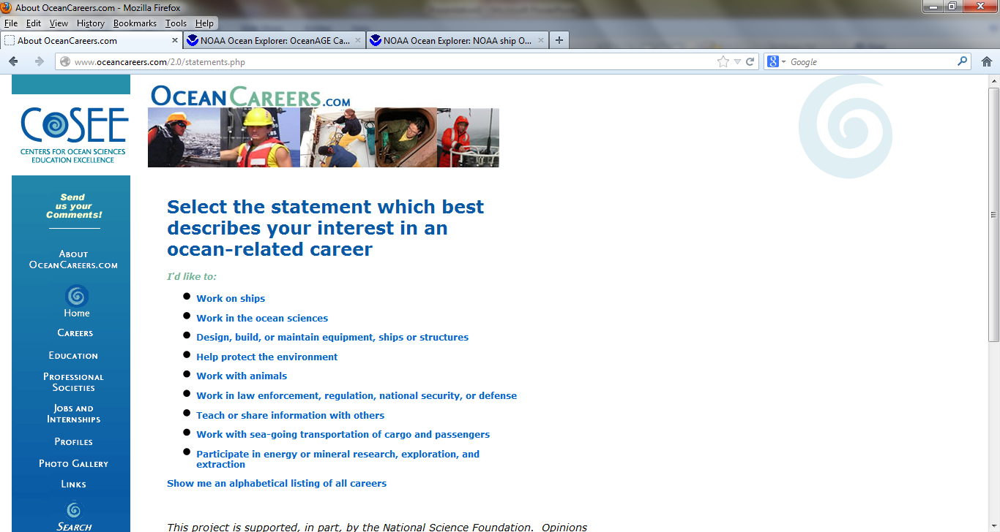 About OceanCareers.com - Mozilla Firefox
File Edit View History Bookmarks Tools Help
About OceanCareers.com
NOAA Ocean Explorer: OceanAGE Ca...
NOAA Ocean Explorer: NOAA ship O...
www.oceancareers.com/2.0/statements.php
Google
OCEANCAREERS.COM
COSEE
CENTERS FOR OCEAN SCIENCES
EDUCATION EXCELLENCE
Send
us your
Comments!
ABOUT
OCEANCAREERS.COM
Home
CAREERS
EDUCATION
PROFESSIONAL
SOCIETIES
JOBS AND
INTERNSHIPS
PROFILES
PHOTO GALLERY
LINKS
SEARCH
Select the statement which best
describes your interest in an
ocean-related career
I'd like to:
Work on ships
Work in the ocean sciences
Design, build, or maintain equipment, ships or structures
Help protect the environment
Work with animals
Work in law enforcement, regulation, national security, or defense
Teach or share information with others
Work with sea-going transportation of cargo and passengers
Participate in energy or mineral research, exploration, and
extraction
Show me an alphabetical listing of all careers
This project is supported, in part, by the National Science Foundation. Opinions